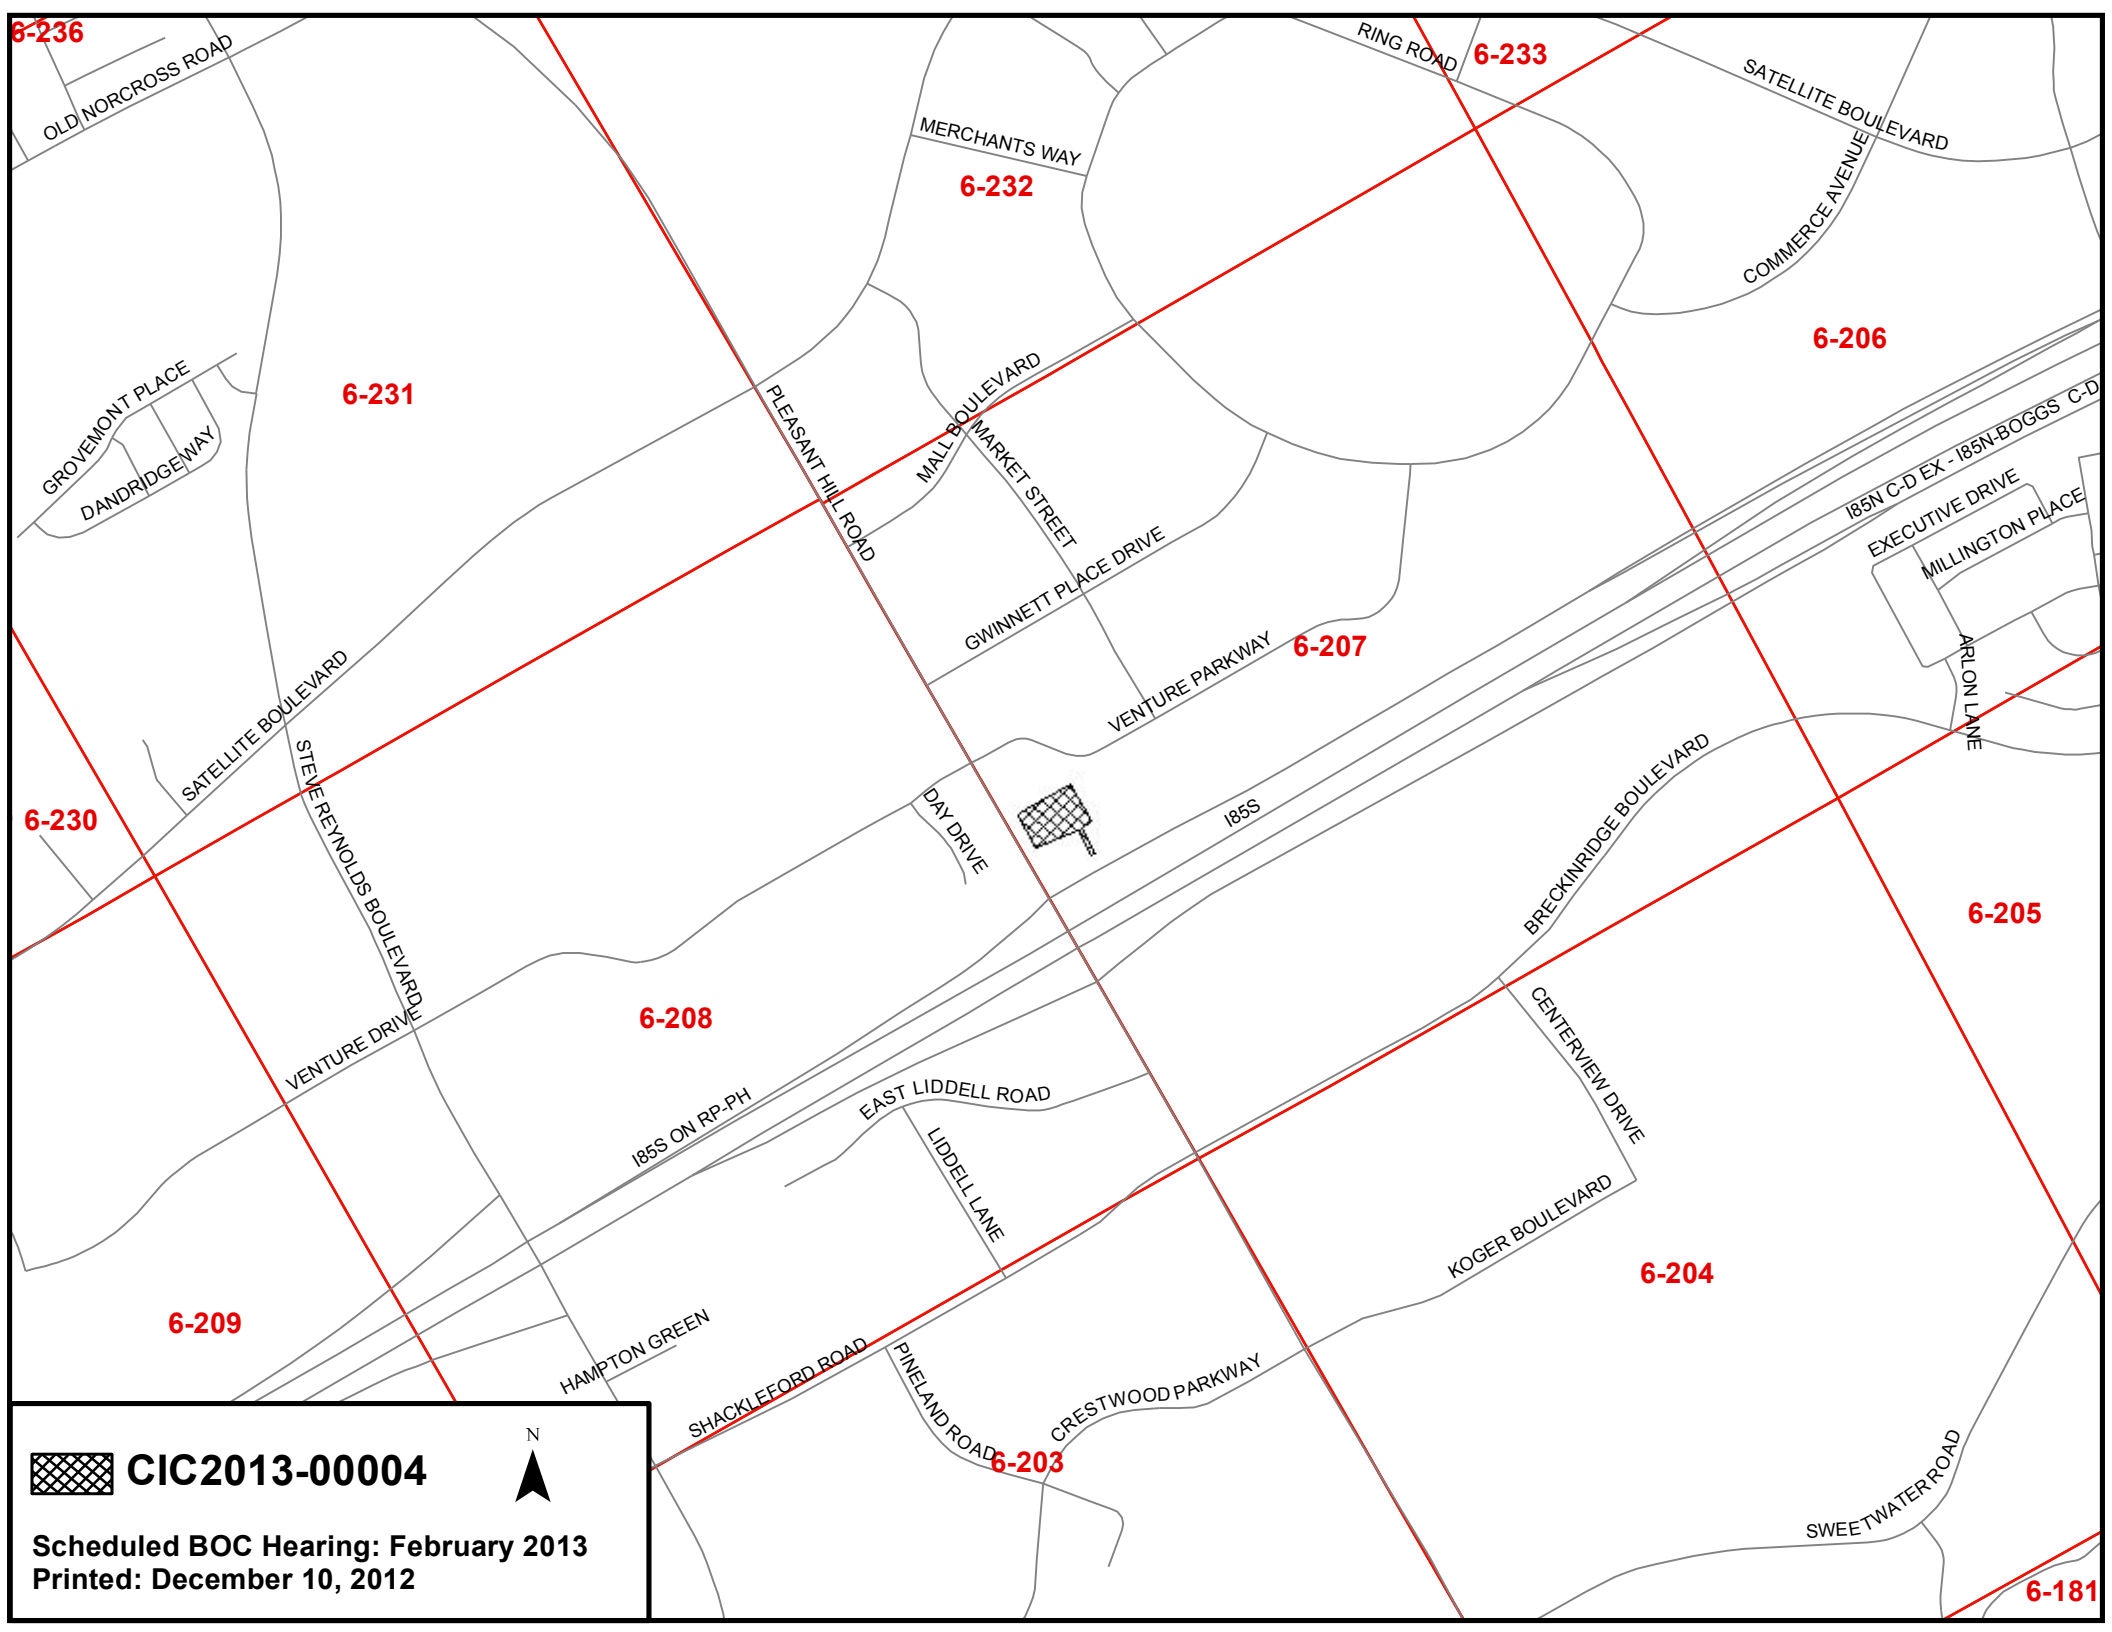 6-236
OLD NORCROSS ROAD
RING ROAD
6-233
SATELLITE BOULEVARD
MERCHANTS WAY
6-232
COMMERCE AVENUE
6-206
GROVEMONT PLACE
6-231
DANDRIDGE WAY
PLEASANT HILL ROAD
MALL BOULEVARD
MARKET STREET
I85N C-D EX - I85N-BOGGS C-D
EXECUTIVE DRIVE
MILLINGTON PLACE
GWINNETT PLACE DRIVE
6-207
VENTURE PARKWAY
ARLON LANE
SATELLITE BOULEVARD
STEVE REYNOLDS BOULEVARD
6-230
DAY DRIVE
I85S
BRECKINRIDGE BOULEVARD
6-205
6-208
VENTURE DRIVE
CENTERVIEW DRIVE
I85S ON RP-PH
EAST LIDDELL ROAD
LIDDELL LANE
KOGER BOULEVARD
6-204
6-209
HAMPTON GREEN
SHACKLEFORD ROAD
PINELAND ROAD
CRESTWOOD PARKWAY
6-203
SWEETWATER ROAD
6-181
N
CIC2013-00004
Scheduled BOC Hearing: February 2013
Printed: December 10, 2012